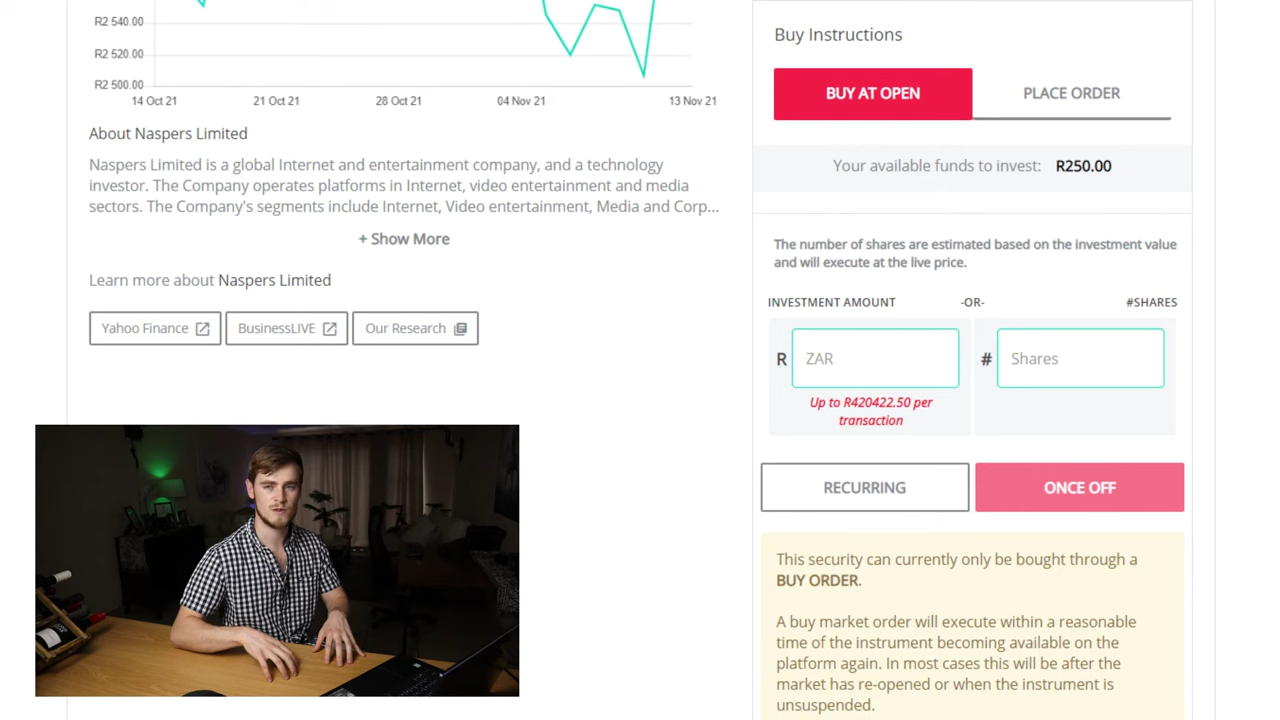 R2 540.00
R2 520.00
R2 500.00
14 Oct 21 21 Oct 21 28 Oct 21 04 Nov 21 13 Nov 21
About Naspers Limited
Naspers Limited is a global Internet and entertainment company, and a technology
investor. The Company operates platforms in Internet, video entertainment and media
sectors. The Company's segments include Internet, Video entertainment, Media and Corp...
+ Show More
Learn more about Naspers Limited
Yahoo Finance BusinessLIVE Our Research
Buy Instructions
BUY AT OPEN PLACE ORDER
Your available funds to invest: R250.00
The number of shares are estimated based on the investment value
and will execute at the live price.
INVESTMENT AMOUNT -OR- #SHARES
R ZAR # Shares
Up to R420422.50 per
transaction
RECURRING ONCE OFF
This security can currently only be bought through a
BUY ORDER.
A buy market order will execute within a reasonable
time of the instrument becoming available on the
platform again. In most cases this will be after the
market has re-opened or when the instrument is
unsuspended.